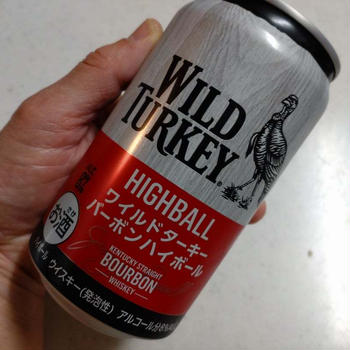 WILD
TURKEY
HIGHBALL
ワイルドターキー
バーボンハイボール
お酒
KENTUCKY STRAIGHT
BOURBON
WHISKEY
ウイスキー(発泡性) アルコール分8%